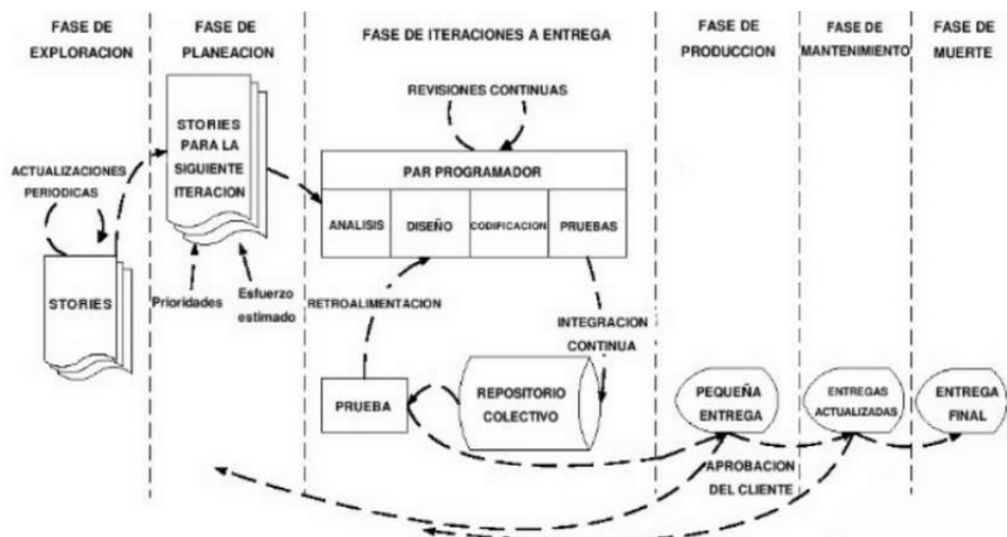 FASE DE
EXPLORACION
FASE DE
PLANEACION
FASE DE ITERACIONES A ENTREGA
FASE DE
PRODUCCION
FASE DE
MANTENIMIENTO
FASE DE
MUERTE
ACTUALIZACIONES
PERIODICAS
STORIES
STORIES
PARA LA
SIGUIENTE
ITERACION
Prioridades
Esfuerzo
estimado
REVISIONES CONTINUAS
PAR PROGRAMADOR
ANALISIS
DISEÑO
CODIFICACION
PRUEBAS
RETROALIMENTACION
INTEGRACION
CONTINUA
PRUEBA
REPOSITORIO
COLECTIVO
PEQUEÑA
ENTREGA
APROBACION
DEL CLIENTE
ENTREGAS
ACTUALIZADAS
ENTREGA
FINAL